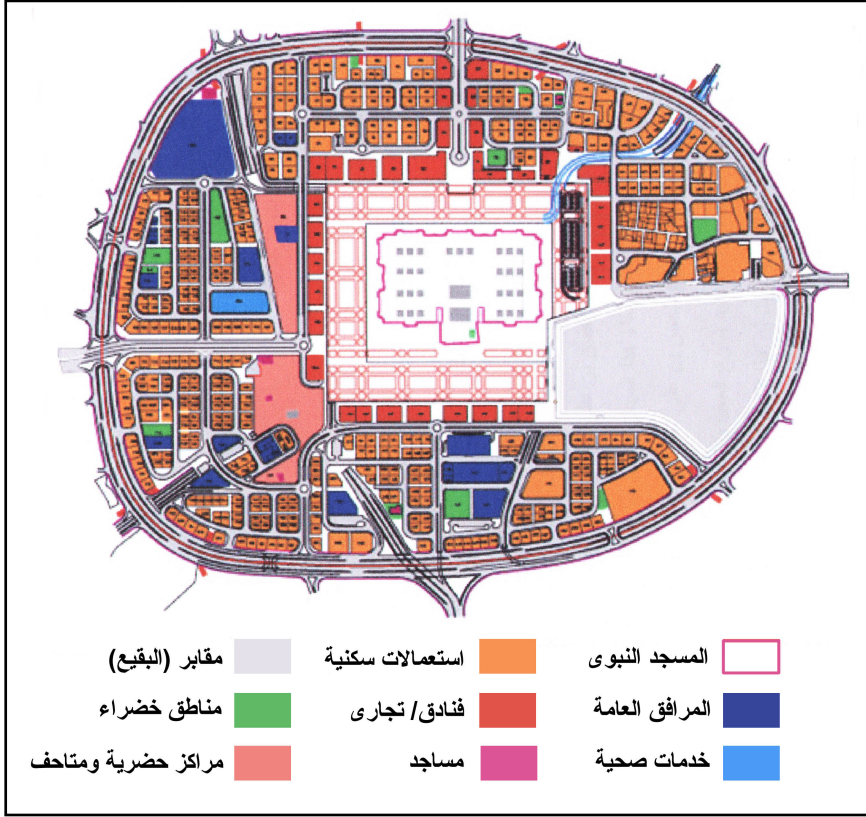 المسجد النبوى
استعمالات سكنية
مقابر (البقيع)
المرافق العامة
فنادق/ تجارى
مناطق خضراء
خدمات صحية
مساجد
مراكز حضرية ومتاحف